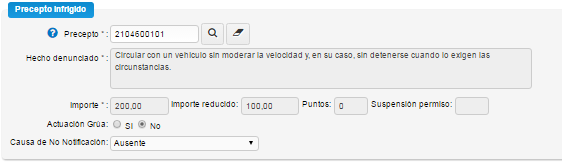 Precepto infrigido
Precepto *: 2104600101
Hecho denunciado *: Circular con un vehículo sin moderar la velocidad y, en su caso, sin detenerse cuando lo exigen las
circunstancias.
Importe *: 200,00 Importe reducido: 100,00 Puntos: 0 Suspensión permiso:
Actuación Grúa: SI No
Causa de No Notificación: Ausente